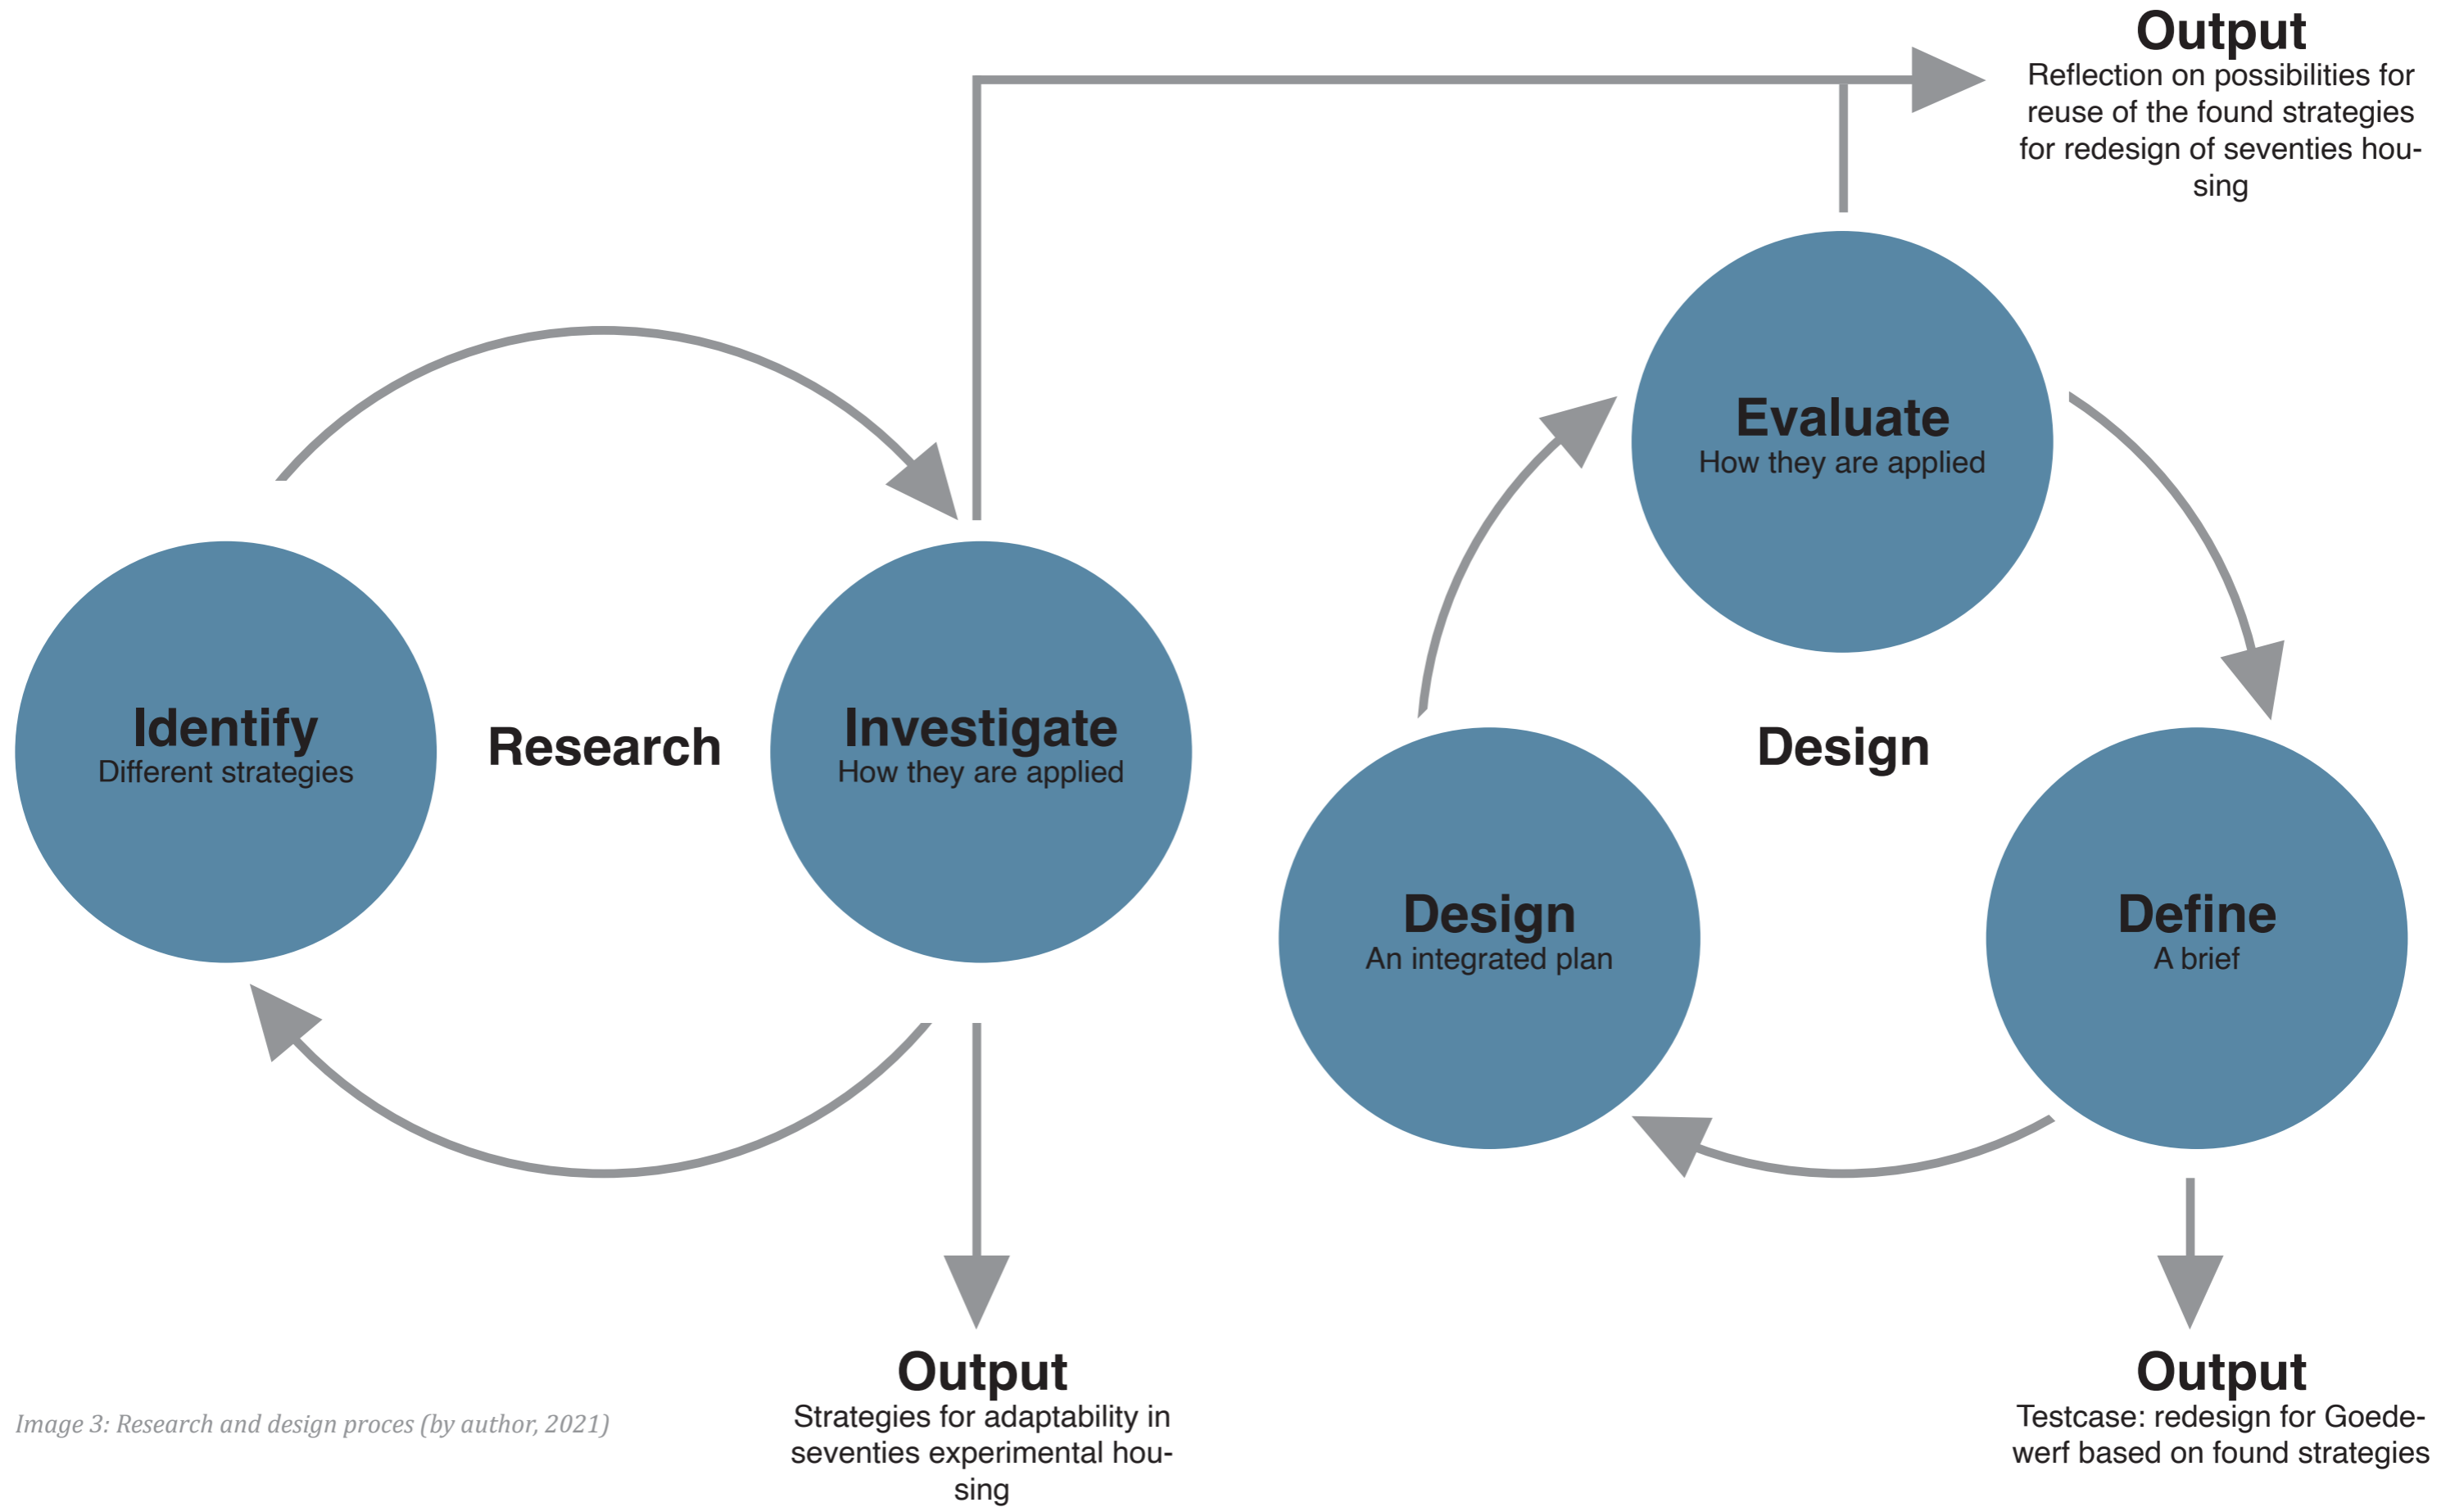 Output
Reflection on possibilities for
reuse of the found strategies
for redesign of seventies hou-
sing
Evaluate
How they are applied
Identify
Different strategies
Research
Investigate
How they are applied
Design
Design
An integrated plan
Define
A brief
Output
Strategies for adaptability in
seventies experimental hou-
sing
Output
Testcase: redesign for Goede-
werf based on found strategies
Image 3: Research and design proces (by author, 2021)